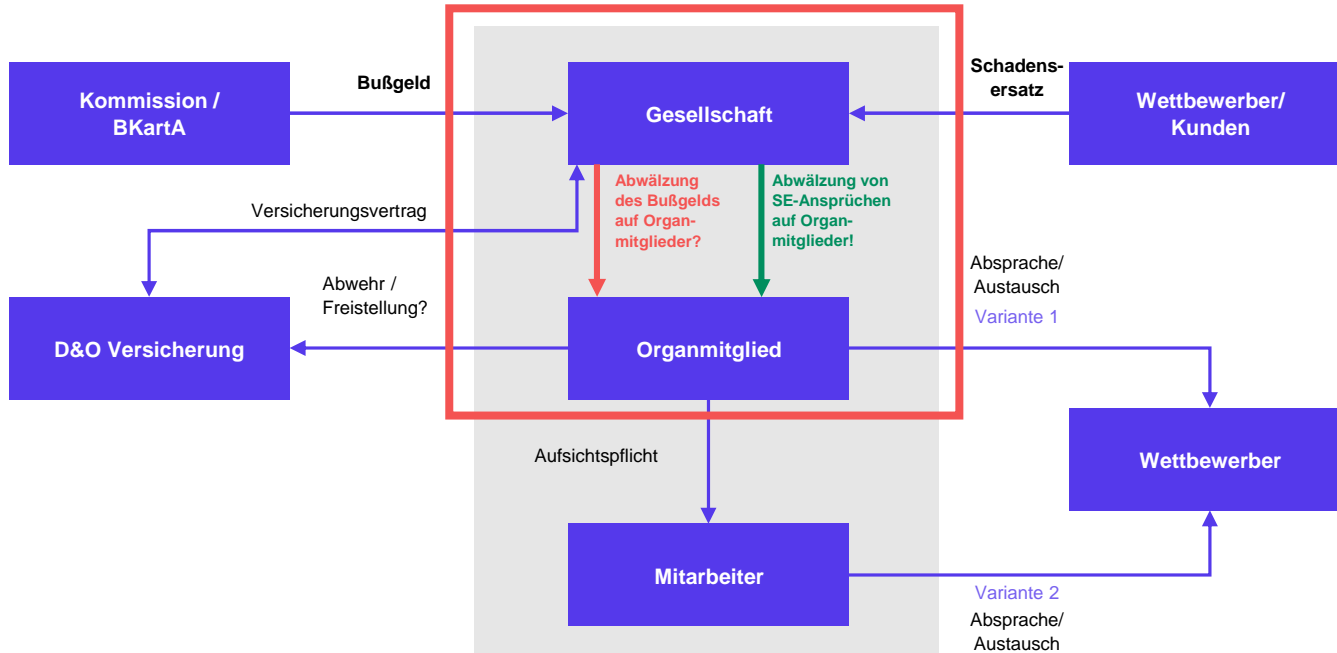 Kommission /
BKartA
Bußgeld
Gesellschaft
Schadens-
ersatz
Wettbewerber/
Kunden
Abwälzung
des Bußgelds
auf Organ-
mitglieder?
Abwälzung von
SE-Ansprüchen
auf Organ-
mitglieder!
Versicherungsvertrag
Abwehr /
Freistellung?
Absprache/
Austausch
Variante 1
D&O Versicherung
Organmitglied
Aufsichtspflicht
Wettbewerber
Mitarbeiter
Variante 2
Absprache/
Austausch